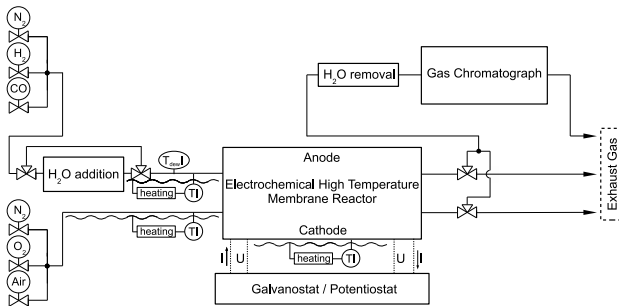 N₂
H₂
CO
H₂O removal
Gas Chromatograph
T_dew I
H₂O addition
heating
TI
Anode
Electrochemical High Temperature
Membrane Reactor
Cathode
Exhaust Gas
N₂
O₂
Air
heating
TI
heating
TI
I
U
U
I
Galvanostat / Potentiostat